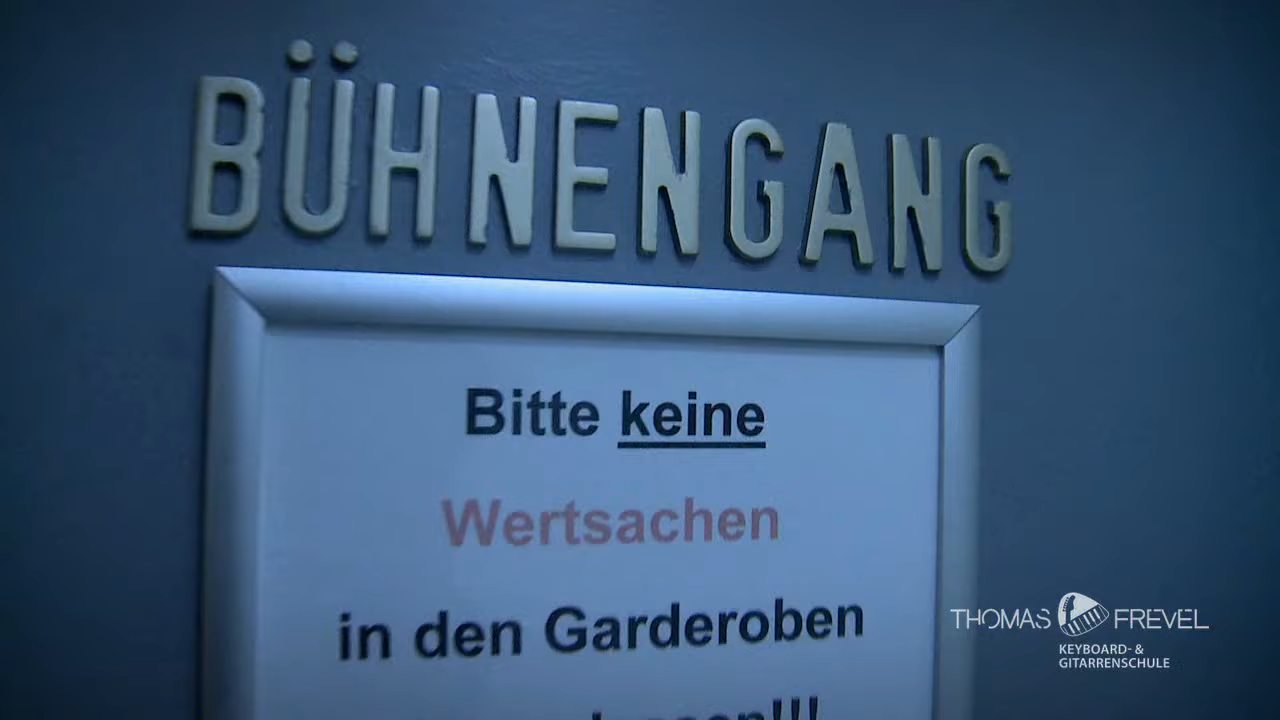 BÜHNENGANG
Bitte keine
Wertsachen
in den Garderoben
THOMAS FREVEL
KEYBOARD- &
GITARRENSCHULE